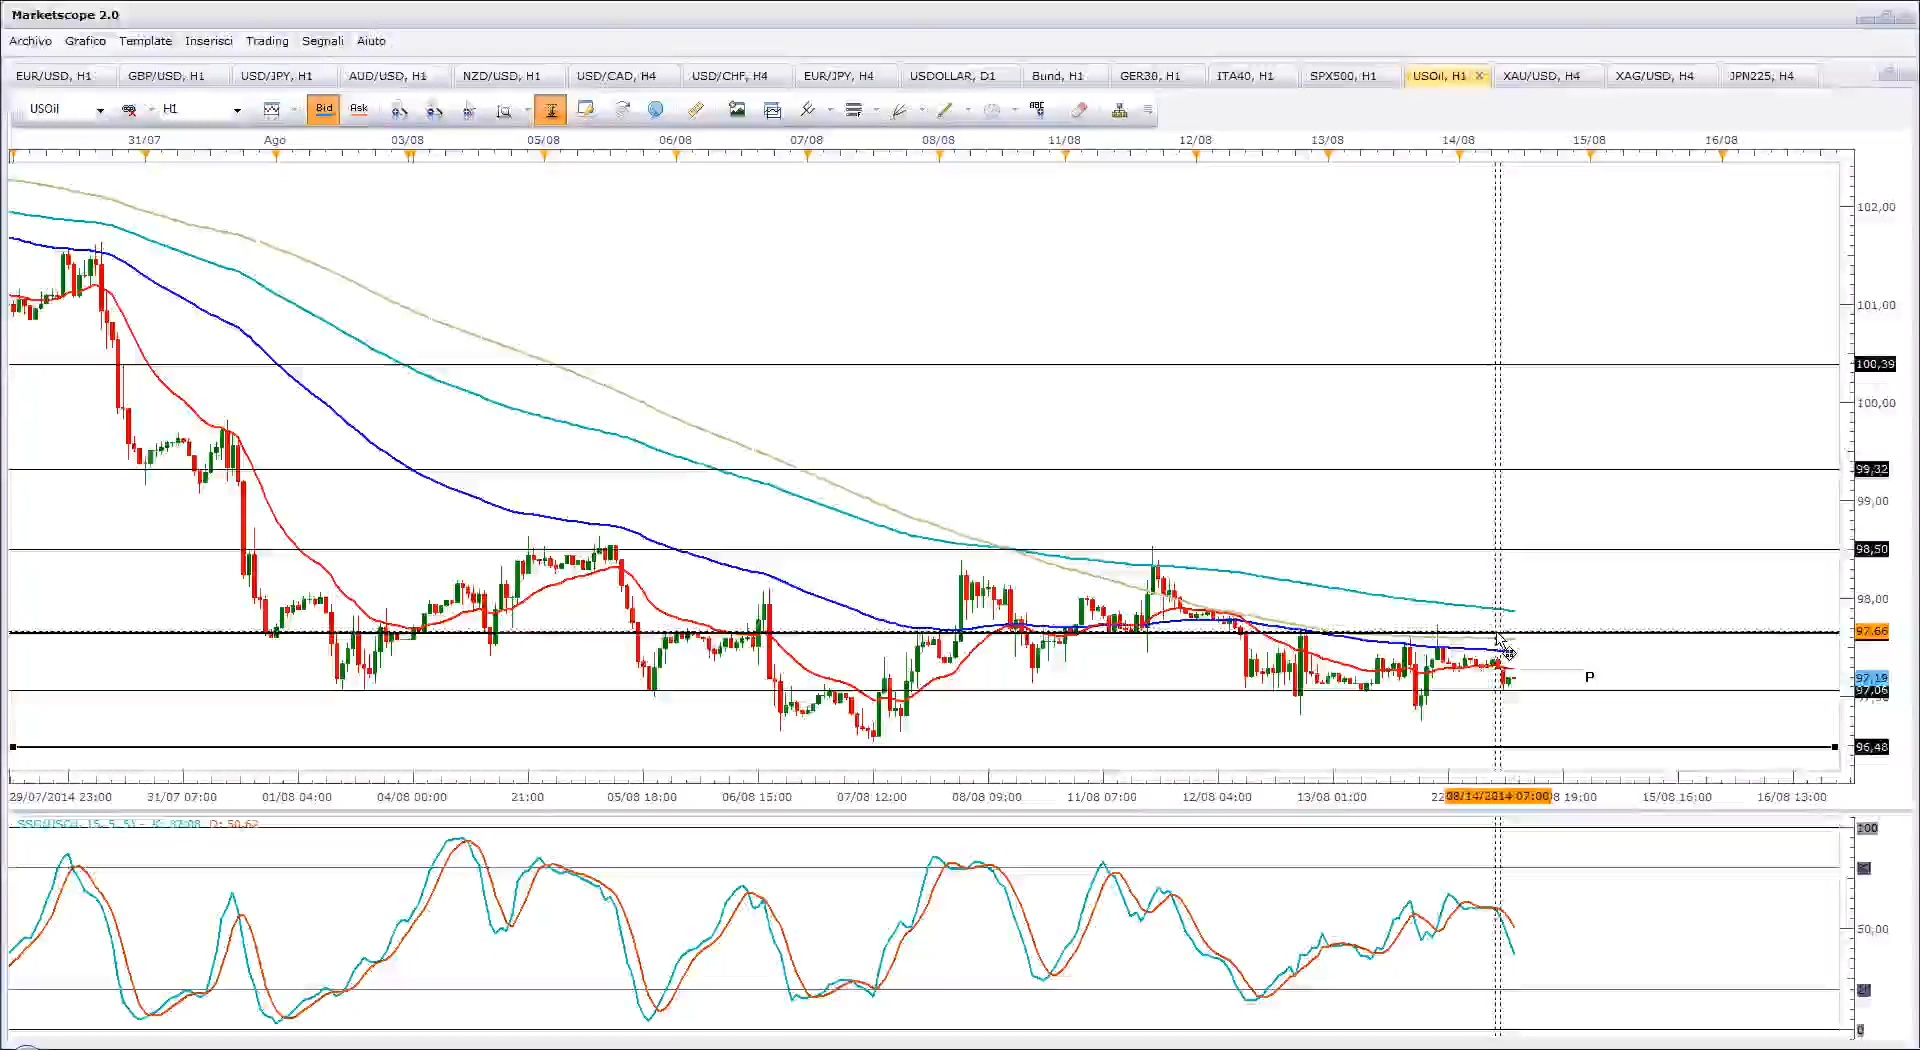 Marketscope 2.0
Archivo Grafico Template Inserisci Trading Segnali Aiuto
EUR/USD, H1 GBP/USD, H1 USD/JPY, H1 AUD/USD, H1 NZD/USD, H1 USD/CAD, H4 USD/CHF, H4 EUR/JPY, H4 USDOLLAR, D1 Bund, H1 GER30, H1 ITA40, H1 SPX500, H1 USOil, H1 XAU/USD, H4 XAG/USD, H4 JPN225, H4
USOil H1 Bid Ask ABC
31/07 Ago 03/08 05/08 06/08 07/08 08/08 11/08 12/08 13/08 14/08 15/08 16/08
102,00
101,00
100,39
100,00
99,32
99,00
98,50
98,00
97,66
P
97,19
97,06
96,48
29/07/2014 23:00 31/07 07:00 01/08 04:00 04/08 00:00 21:00 05/08 18:00 06/08 15:00 07/08 12:00 08/08 09:00 11/08 07:00 12/08 04:00 13/08 01:00 22 08/14/2014 07:00 8 19:00 15/08 16:00 16/08 13:00
100
50,00
0